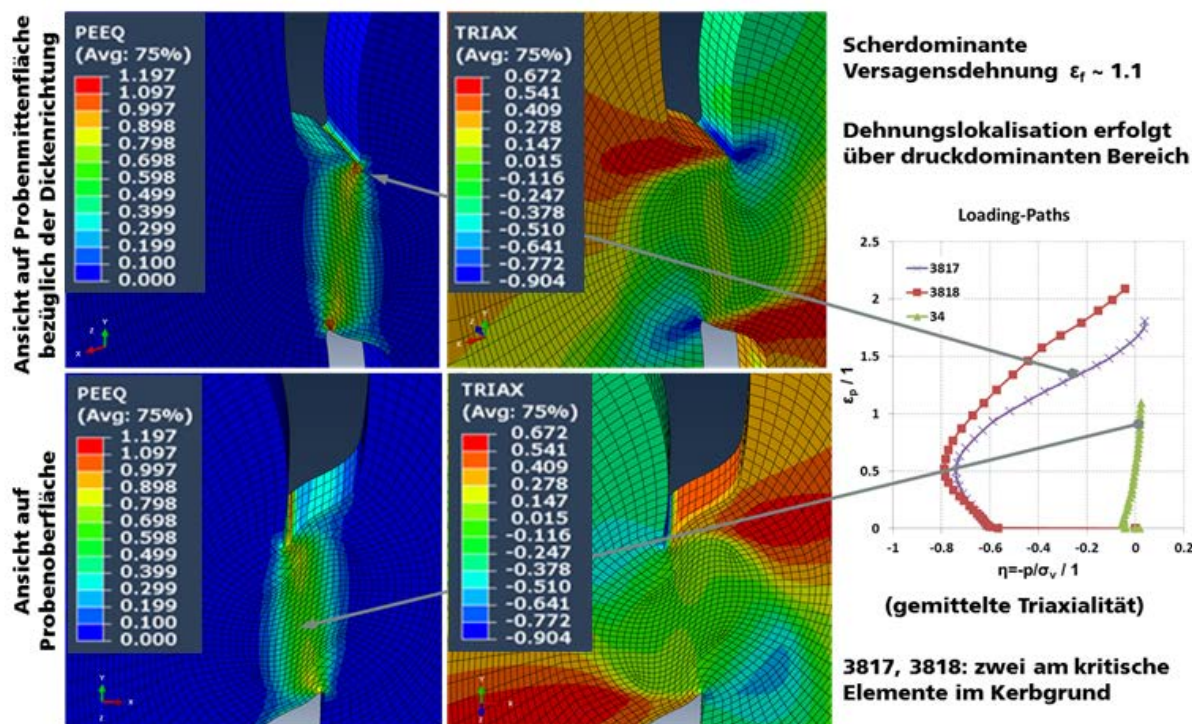 Ansicht auf Probenmittenfläche
bezüglich der Dickenrichtung
PEEQ
(Avg: 75%)
1.197
1.097
0.997
0.898
0.798
0.698
0.598
0.499
0.399
0.299
0.199
0.100
0.000
Z
Y
X
TRIAX
(Avg: 75%)
0.672
0.541
0.409
0.278
0.147
0.015
-0.116
-0.247
-0.378
-0.510
-0.641
-0.772
-0.904
Y
X
Scherdominante
Versagensdehnung εf ~ 1.1
Dehnungslokalisation erfolgt
über druckdominanten Bereich
Loading-Paths
3817
3818
34
2.5
2
1.5
1
0.5
0
εp / 1
-1
-0.8
-0.6
-0.4
-0.2
0
0.2
η=-p/σv / 1
(gemittelte Triaxialität)
3817, 3818: zwei am kritische
Elemente im Kerbgrund
Ansicht auf
Probenoberfläche
PEEQ
(Avg: 75%)
1.197
1.097
0.997
0.898
0.798
0.698
0.598
0.499
0.399
0.299
0.199
0.100
0.000
Y
Z
X
TRIAX
(Avg: 75%)
0.672
0.541
0.409
0.278
0.147
0.015
-0.116
-0.247
-0.378
-0.510
-0.641
-0.772
-0.904
Y
X